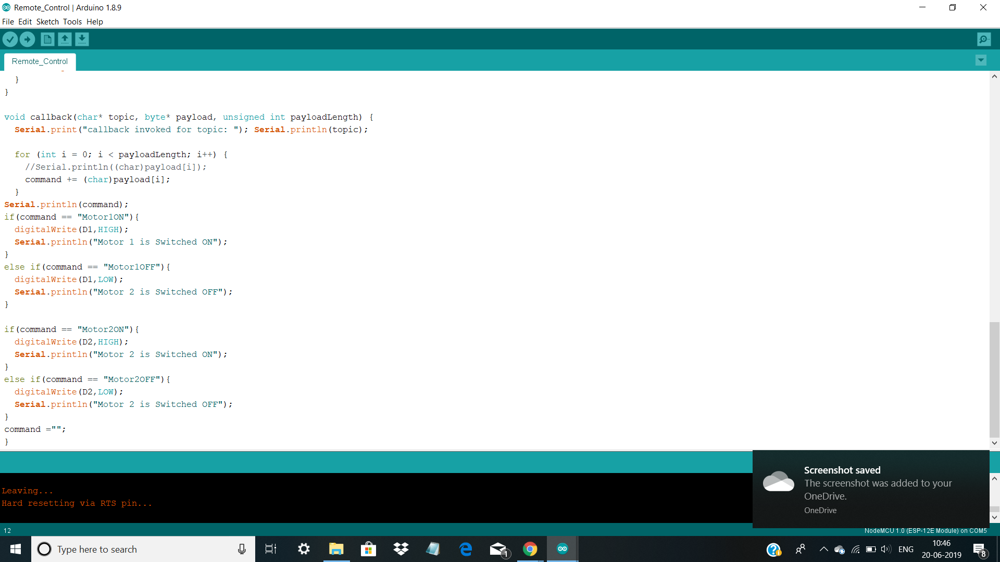 Remote_Control | Arduino 1.8.9
File Edit Sketch Tools Help
Remote_Control
  }
}
void callback(char* topic, byte* payload, unsigned int payloadLength) {
  Serial.print("callback invoked for topic: "); Serial.println(topic);
  for (int i = 0; i < payloadLength; i++) {
    //Serial.println((char)payload[i]);
    command += (char)payload[i];
  }
Serial.println(command);
if(command == "Motor1ON"){
  digitalWrite(D1,HIGH);
  Serial.println("Motor 1 is Switched ON");
}
else if(command == "Motor1OFF"){
  digitalWrite(D1,LOW);
  Serial.println("Motor 2 is Switched OFF");
}
if(command == "Motor2ON"){
  digitalWrite(D2,HIGH);
  Serial.println("Motor 2 is Switched ON");
}
else if(command == "Motor2OFF"){
  digitalWrite(D2,LOW);
  Serial.println("Motor 2 is Switched OFF");
}
command ="";
}
Screenshot saved
The screenshot was added to your
OneDrive.
OneDrive
Leaving...
Hard resetting via RTS pin...
12
NodeMCU 1.0 (ESP-12E Module) on COM5
Type here to search
1
ENG
10:46
20-06-2019
8